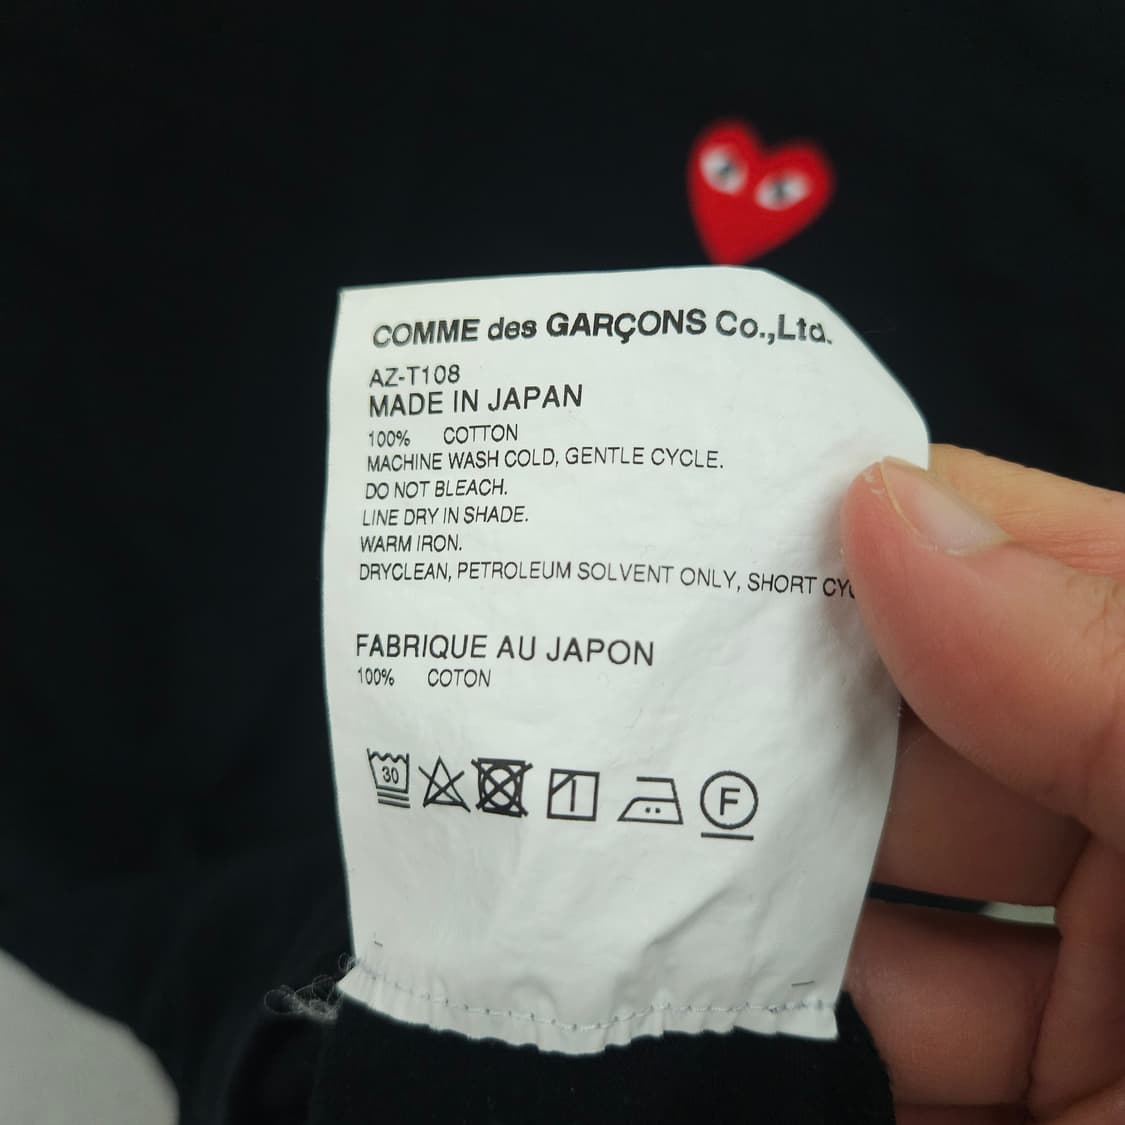 COMME des GARÇONS Co.,Ltd.
AZ-T108
MADE IN JAPAN
100% COTTON
MACHINE WASH COLD, GENTLE CYCLE.
DO NOT BLEACH.
LINE DRY IN SHADE.
WARM IRON.
DRYCLEAN, PETROLEUM SOLVENT ONLY, SHORT
FABRIQUE AU JAPON
100% COTON
30 F